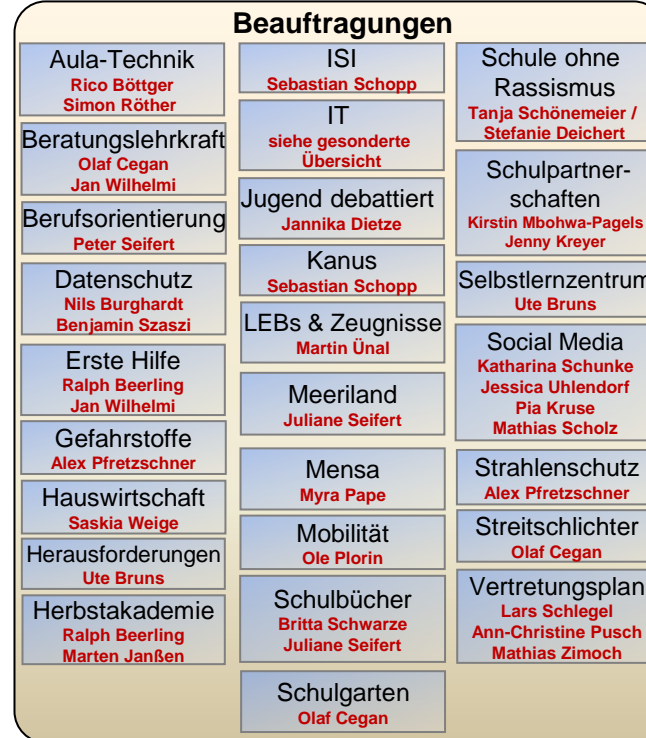 Beauftragungen
Aula-Technik
Rico Böttger
Simon Röther
Beratungslehrkraft
Olaf Cegan
Jan Wilhelmi
Berufsorientierung
Peter Seifert
Datenschutz
Nils Burghardt
Benjamin Szaszi
Erste Hilfe
Ralph Beerling
Jan Wilhelmi
Gefahrstoffe
Alex Pfretzschner
Hauswirtschaft
Saskia Weige
Herausforderungen
Ute Bruns
Herbstakademie
Ralph Beerling
Marten Janßen
ISI
Sebastian Schopp
IT
siehe gesonderte
Übersicht
Jugend debattiert
Jannika Dietze
Kanus
Sebastian Schopp
LEBs & Zeugnisse
Martin Ünal
Meeriland
Juliane Seifert
Mensa
Myra Pape
Mobilität
Ole Plorin
Schulbücher
Britta Schwarze
Juliane Seifert
Schulgarten
Olaf Cegan
Schule ohne
Rassismus
Tanja Schönemeier /
Stefanie Deichert
Schulpartner-
schaften
Kirstin Mbohwa-Pagels
Jenny Kreyer
Selbstlernzentrum
Ute Bruns
Social Media
Katharina Schunke
Jessica Uhlendorf
Pia Kruse
Mathias Scholz
Strahlenschutz
Alex Pfretzschner
Streitschlichter
Olaf Cegan
Vertretungsplan
Lars Schlegel
Ann-Christine Pusch
Mathias Zimoch